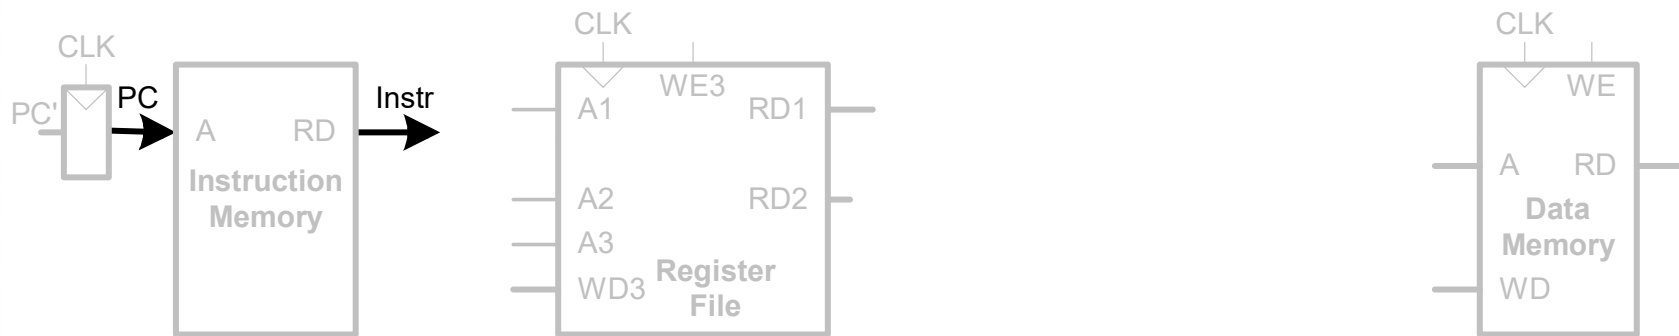 CLK
PC'
PC
A
RD
Instruction
Memory
Instr
CLK
WE3
A1
RD1
A2
RD2
A3
WD3
Register
File
CLK
WE
A
RD
Data
Memory
WD